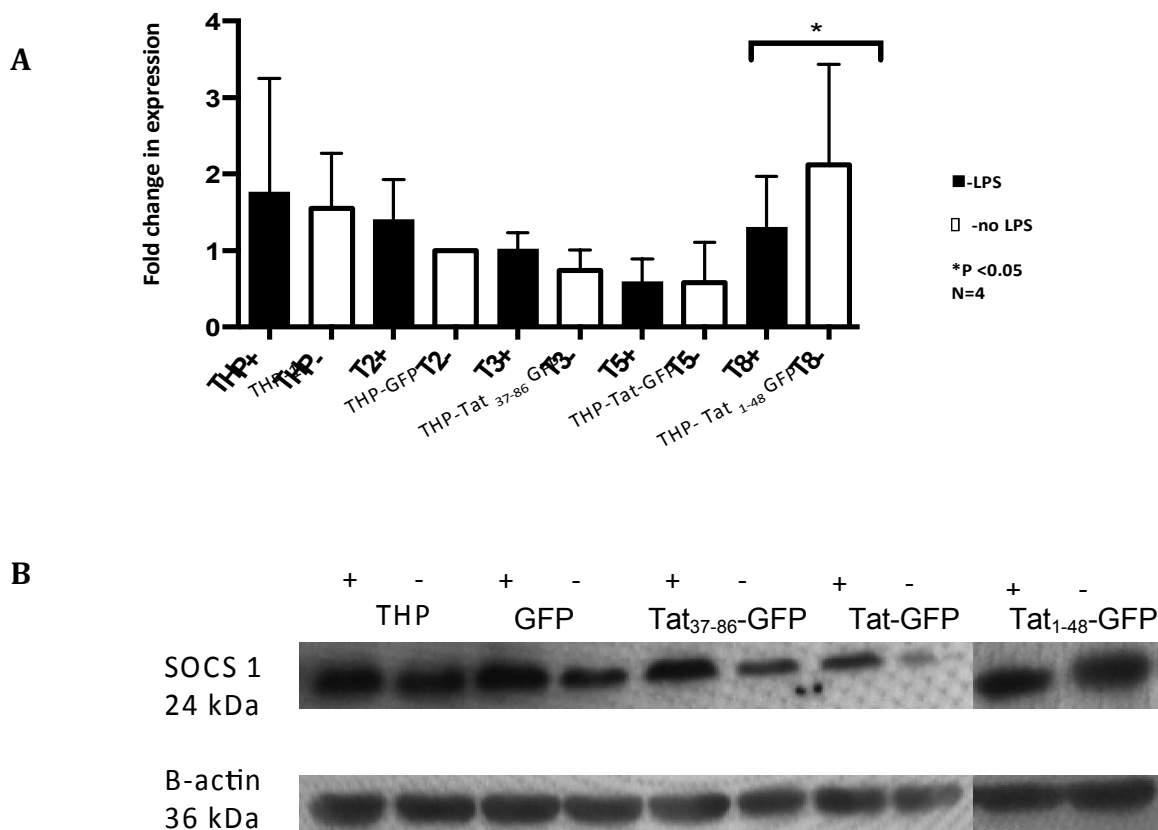 A
Fold change in expression
4
3
2
1
0
*
-LPS
-no LPS
*P <0.05
N=4
THP+ THP- T2+ T2- T3+ T3- T5+ T5- T8+ T8-
THP-GFP
THP-Tat 37-86 GFP
THP-Tat-GFP
THP- Tat 1-48 GFP
B
+ - + - + - + - + -
THP GFP Tat37-86-GFP Tat-GFP Tat1-48-GFP
SOCS 1
24 kDa
B-actin
36 kDa